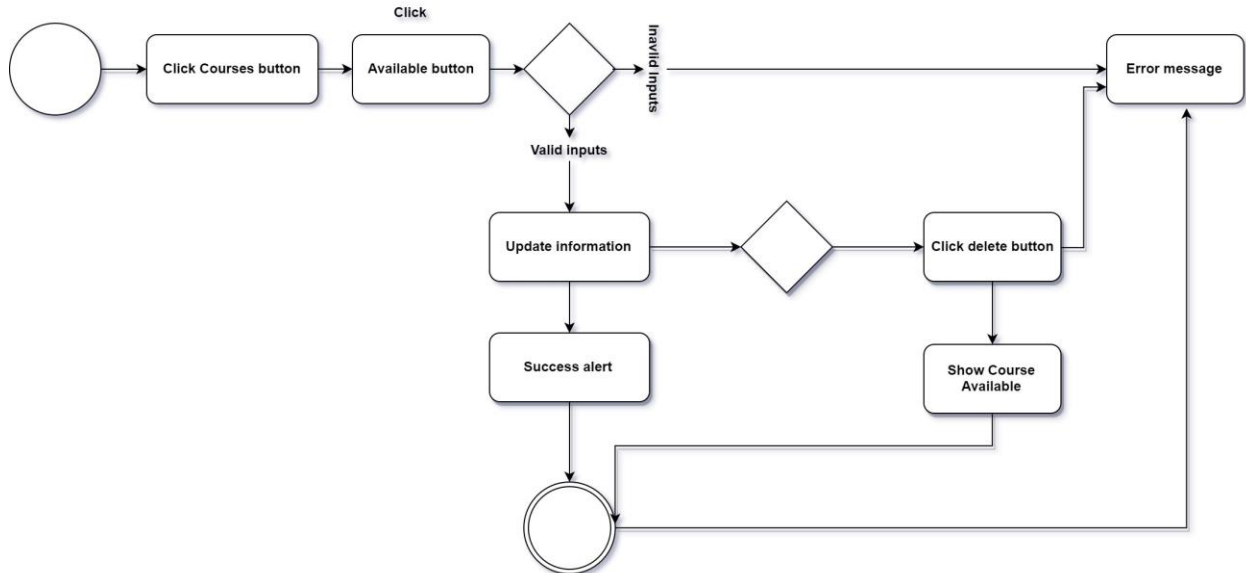 Click
Click Courses button
Available button
Inavlid Inputs
Error message
Valid inputs
Update information
Click delete button
Success alert
Show Course
Available